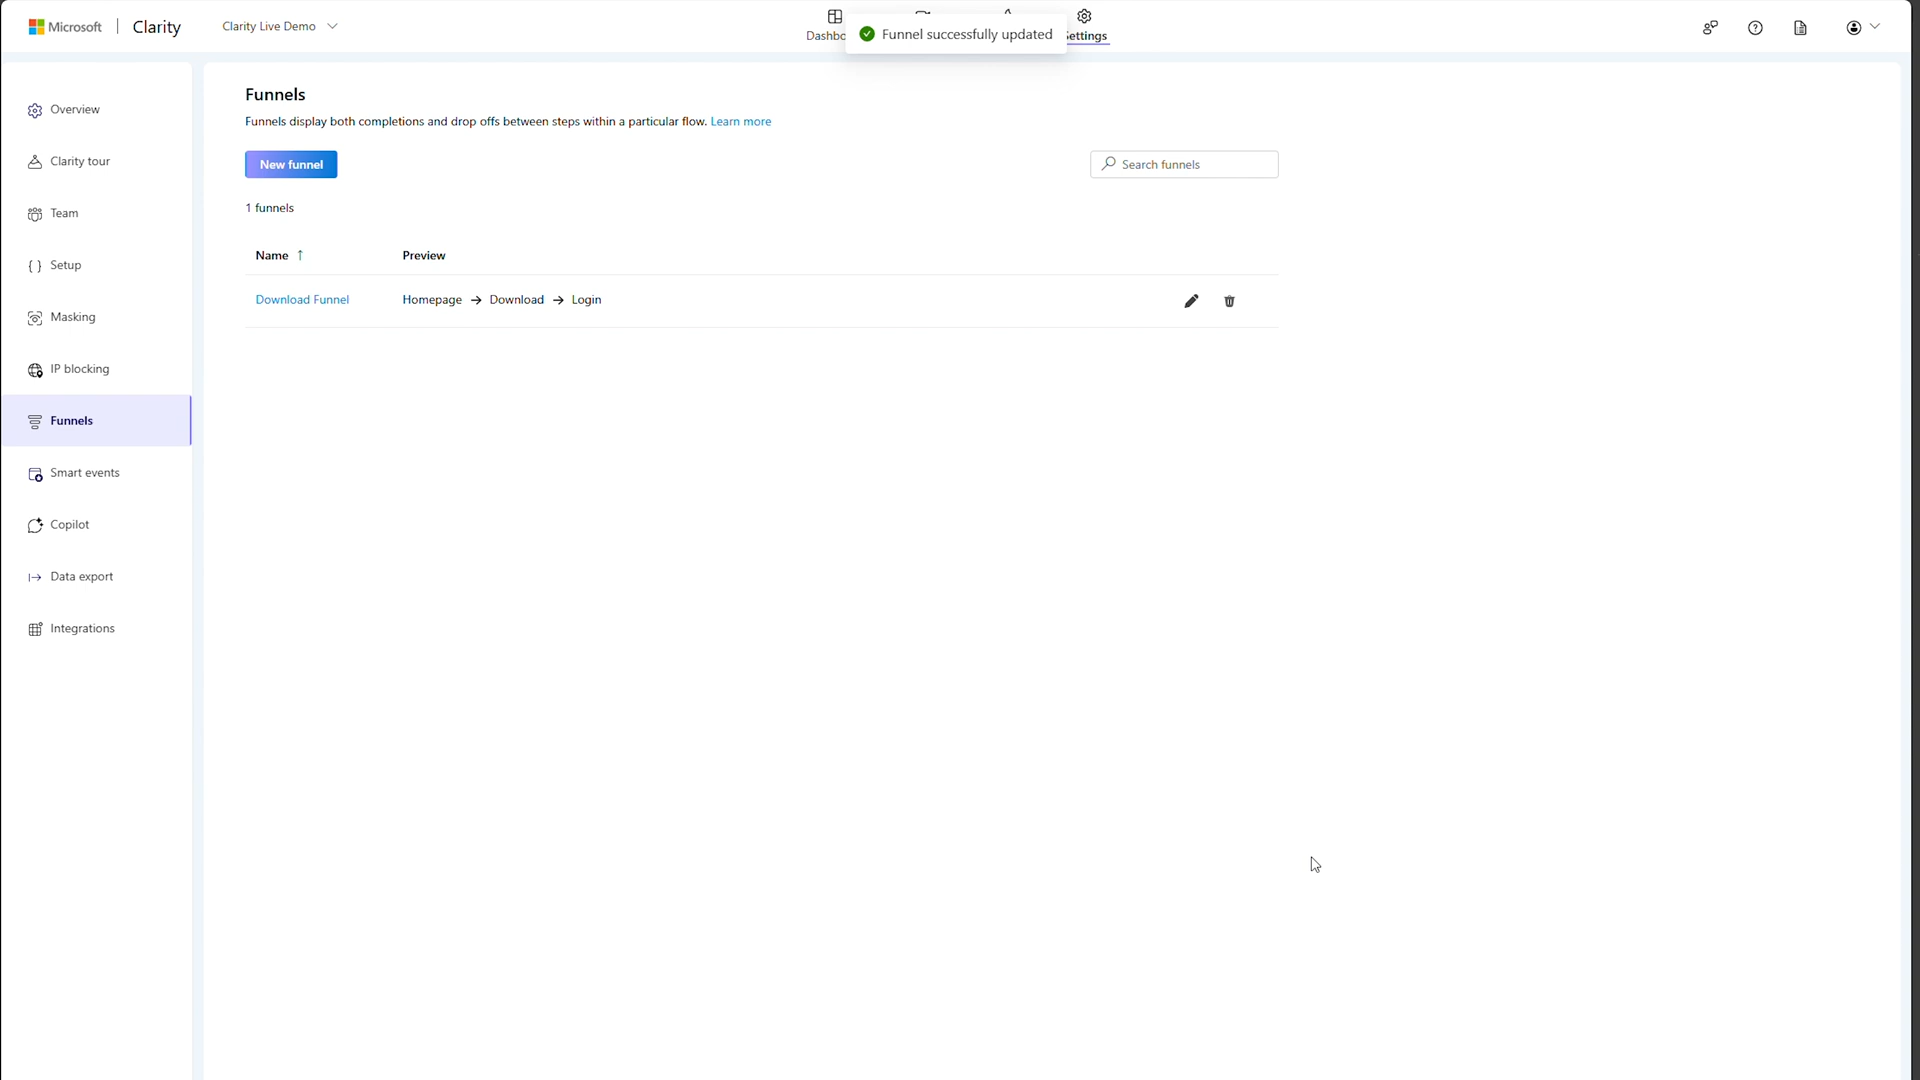 Microsoft | Clarity
Clarity Live Demo
Dashbo
Funnel successfully updated
ettings
Overview
Clarity tour
Team
Setup
Masking
IP blocking
Funnels
Smart events
Copilot
Data export
Integrations
Funnels
Funnels display both completions and drop offs between steps within a particular flow. Learn more
New funnel
Search funnels
1 funnels
Name ↑ Preview
Download Funnel Homepage → Download → Login